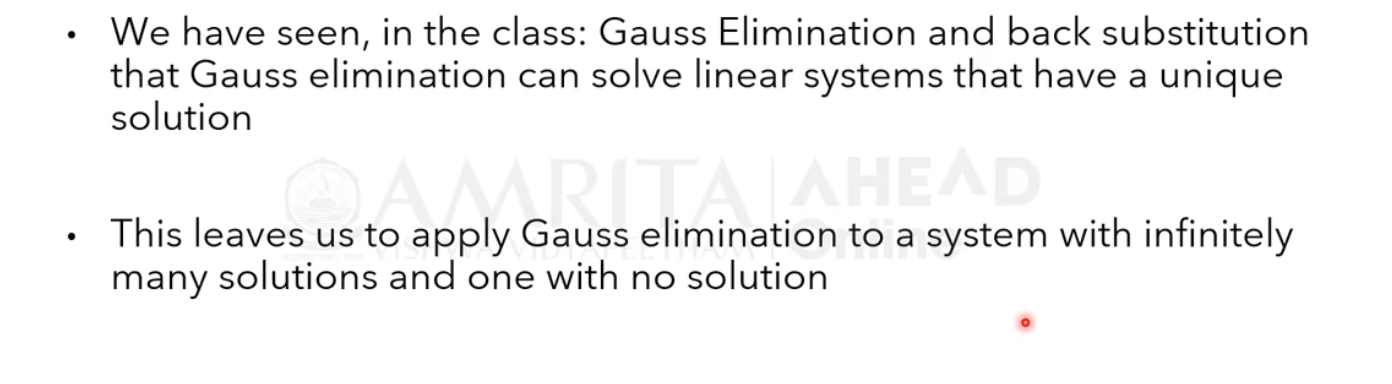 • We have seen, in the class: Gauss Elimination and back substitution
that Gauss elimination can solve linear systems that have a unique
solution
AMRITA | AHEAD
VISHWA VIDYAPEETHAM | Online
• This leaves us to apply Gauss elimination to a system with infinitely
many solutions and one with no solution